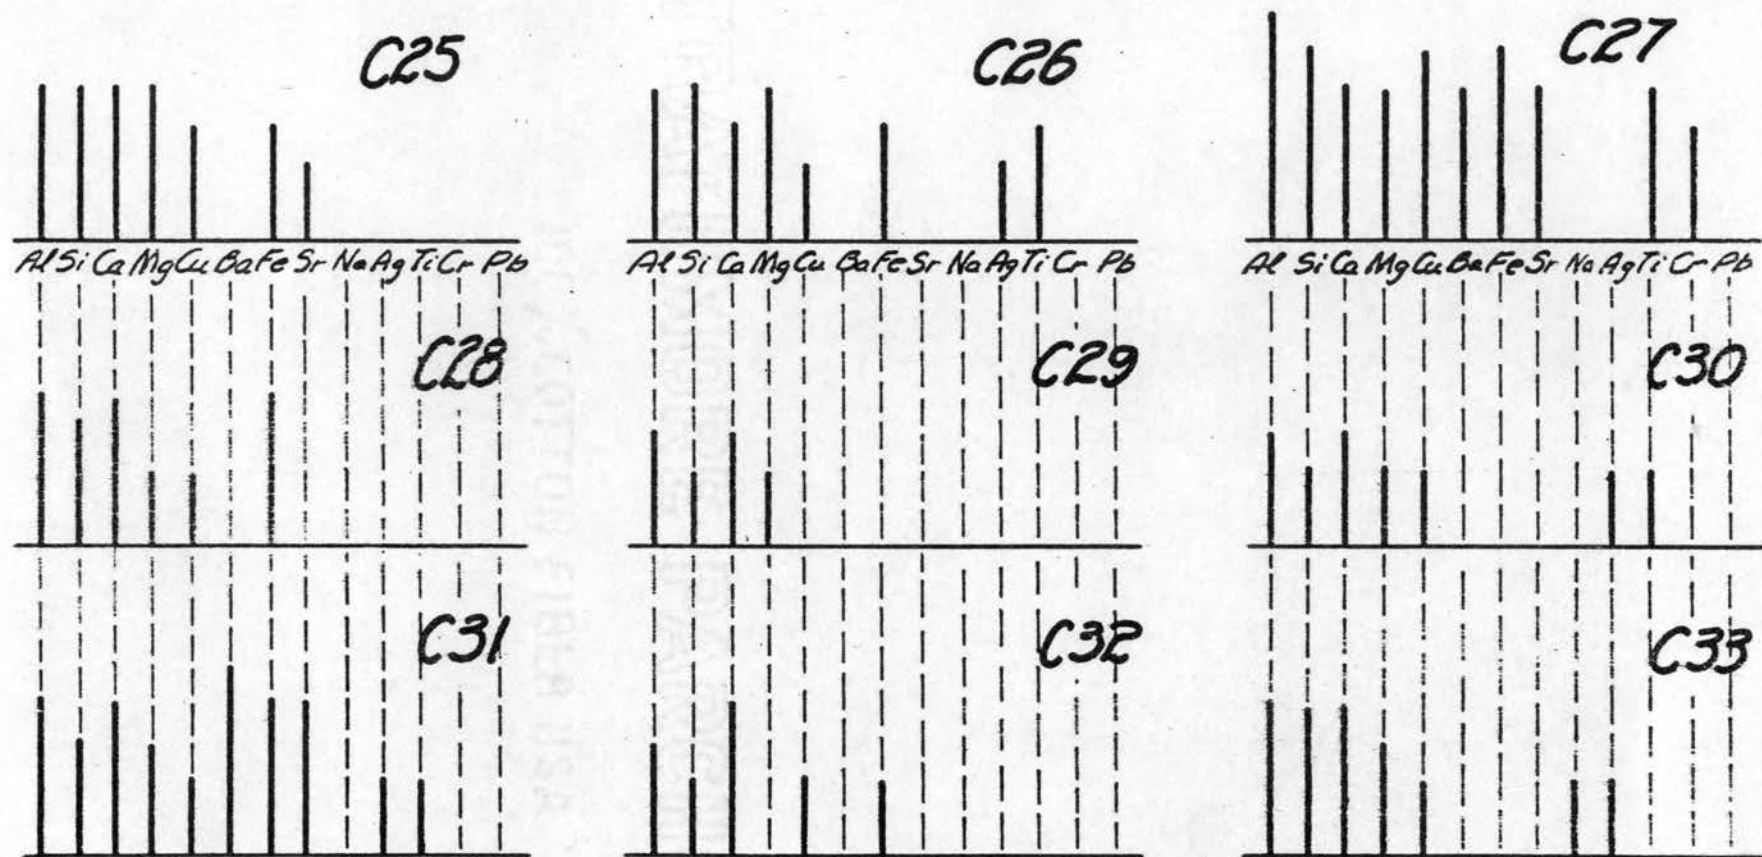 C25 C26 C27
Al Si Ca Mg Cu Ba Fe Sr Na Ag Ti Cr Pb
Al Si Ca Mg Cu Ba Fe Sr Na Ag Ti Cr Pb
Al Si Ca Mg Cu Ba Fe Sr Na Ag Ti Cr Pb
C28 C29 C30
C31 C32 C33